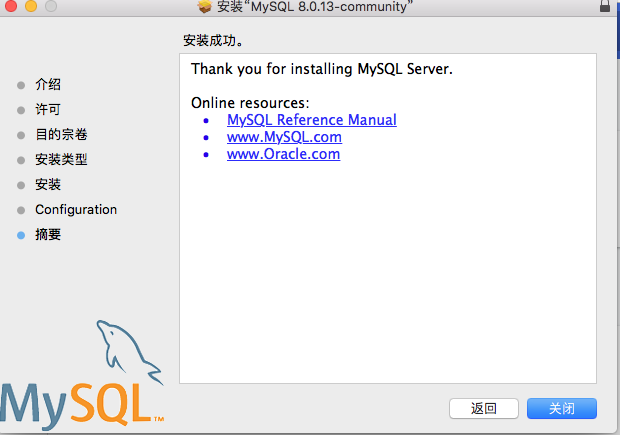 安装“MySQL 8.0.13-community”
安装成功。
介绍
许可
目的宗卷
安装类型
安装
Configuration
摘要
Thank you for installing MySQL Server.
Online resources:
• MySQL Reference Manual
• www.MySQL.com
• www.Oracle.com
MySQL™
返回
关闭